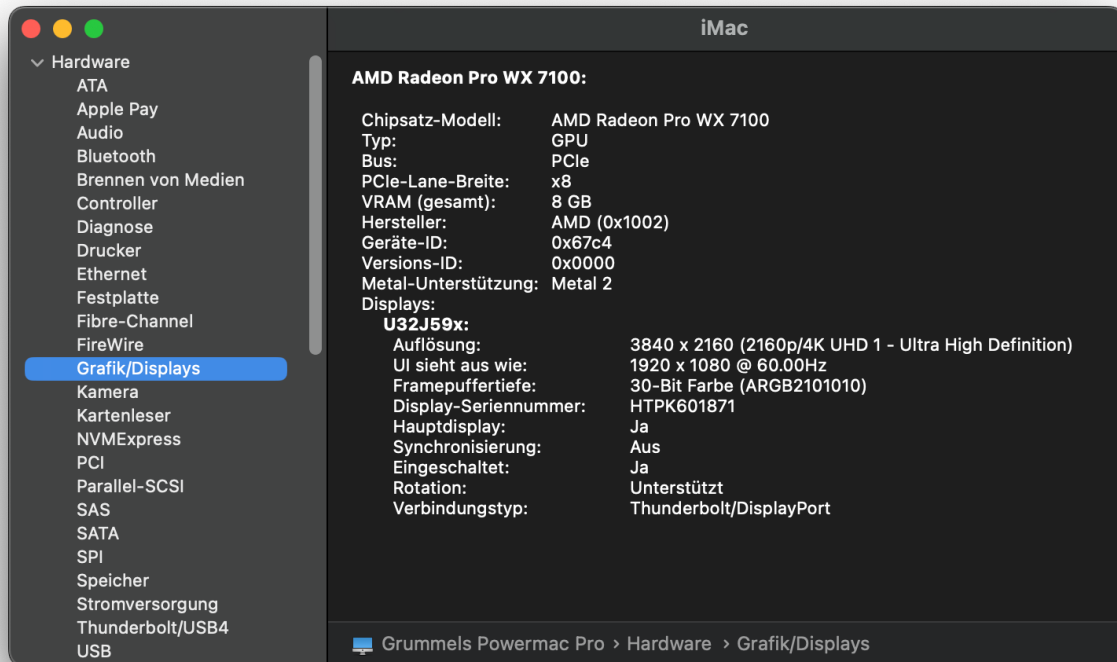 iMac
Hardware
ATA
Apple Pay
Audio
Bluetooth
Brennen von Medien
Controller
Diagnose
Drucker
Ethernet
Festplatte
Fibre-Channel
FireWire
Grafik/Displays
Kamera
Kartenleser
NVMExpress
PCI
Parallel-SCSI
SAS
SATA
SPI
Speicher
Stromversorgung
Thunderbolt/USB4
USB
AMD Radeon Pro WX 7100:
Chipsatz-Modell: AMD Radeon Pro WX 7100
Typ: GPU
Bus: PCIe
PCIe-Lane-Breite: x8
VRAM (gesamt): 8 GB
Hersteller: AMD (0x1002)
Geräte-ID: 0x67c4
Versions-ID: 0x0000
Metal-Unterstützung: Metal 2
Displays:
U32J59x:
Auflösung: 3840 x 2160 (2160p/4K UHD 1 - Ultra High Definition)
UI sieht aus wie: 1920 x 1080 @ 60.00Hz
Framepuffertiefe: 30-Bit Farbe (ARGB2101010)
Display-Seriennummer: HTPK601871
Hauptdisplay: Ja
Synchronisierung: Aus
Eingeschaltet: Ja
Rotation: Unterstützt
Verbindungstyp: Thunderbolt/DisplayPort
Grummels Powermac Pro › Hardware › Grafik/Displays